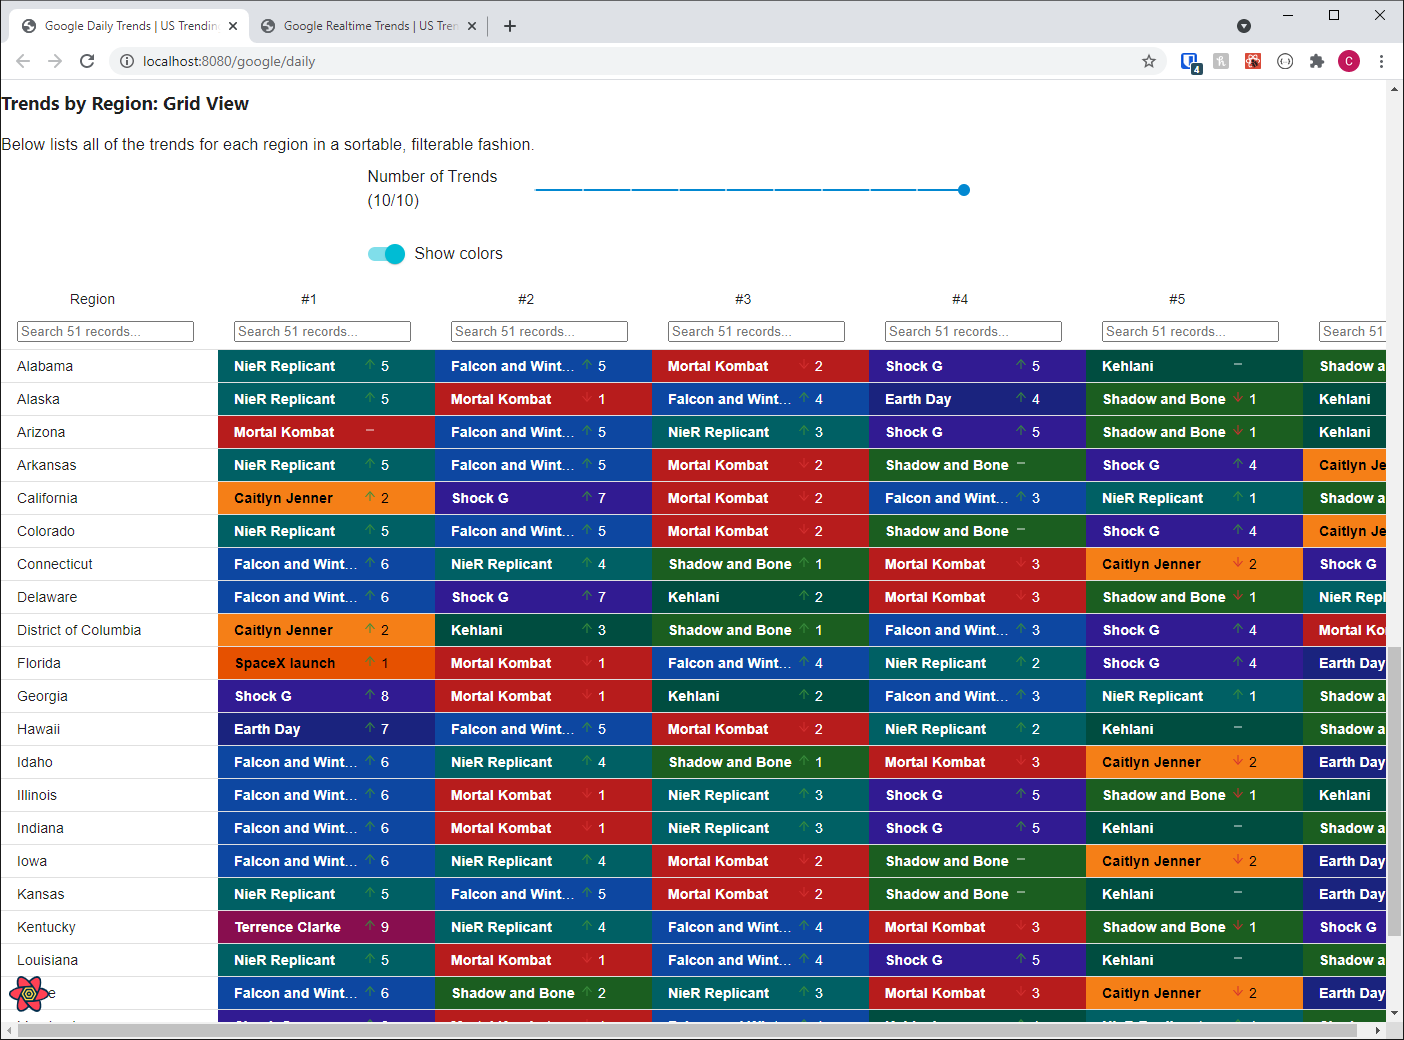 Google Daily Trends | US Trendin
Google Realtime Trends | US Tren
localhost:8080/google/daily
4
C
Trends by Region: Grid View
Below lists all of the trends for each region in a sortable, filterable fashion.
Number of Trends
(10/10)
Show colors
Region #1 #2 #3 #4 #5
Search 51 records... Search 51 records... Search 51 records... Search 51 records... Search 51 records... Search 51 records... Search 51
Alabama NieR Replicant ↑ 5 Falcon and Wint... ↑ 5 Mortal Kombat ↓ 2 Shock G ↑ 5 Kehlani – Shadow a
Alaska NieR Replicant ↑ 5 Mortal Kombat ↓ 1 Falcon and Wint... ↑ 4 Earth Day ↑ 4 Shadow and Bone ↓ 1 Kehlani
Arizona Mortal Kombat – Falcon and Wint... ↑ 5 NieR Replicant ↑ 3 Shock G ↑ 5 Shadow and Bone ↓ 1 Kehlani
Arkansas NieR Replicant ↑ 5 Falcon and Wint... ↑ 5 Mortal Kombat ↓ 2 Shadow and Bone – Shock G ↑ 4 Caitlyn Je
California Caitlyn Jenner ↑ 2 Shock G ↑ 7 Mortal Kombat ↓ 2 Falcon and Wint... ↑ 3 NieR Replicant ↑ 1 Shadow a
Colorado NieR Replicant ↑ 5 Falcon and Wint... ↑ 5 Mortal Kombat ↓ 2 Shadow and Bone – Shock G ↑ 4 Caitlyn Je
Connecticut Falcon and Wint... ↑ 6 NieR Replicant ↑ 4 Shadow and Bone ↑ 1 Mortal Kombat ↓ 3 Caitlyn Jenner ↓ 2 Shock G
Delaware Falcon and Wint... ↑ 6 Shock G ↑ 7 Kehlani ↑ 2 Mortal Kombat ↓ 3 Shadow and Bone ↓ 1 NieR Repl
District of Columbia Caitlyn Jenner ↑ 2 Kehlani ↑ 3 Shadow and Bone ↑ 1 Falcon and Wint... ↑ 3 Shock G ↑ 4 Mortal Ko
Florida SpaceX launch ↑ 1 Mortal Kombat ↓ 1 Falcon and Wint... ↑ 4 NieR Replicant ↑ 2 Shock G ↑ 4 Earth Day
Georgia Shock G ↑ 8 Mortal Kombat ↓ 1 Kehlani ↑ 2 Falcon and Wint... ↑ 3 NieR Replicant ↑ 1 Shadow a
Hawaii Earth Day ↑ 7 Falcon and Wint... ↑ 5 Mortal Kombat ↓ 2 NieR Replicant ↑ 2 Kehlani – Shadow a
Idaho Falcon and Wint... ↑ 6 NieR Replicant ↑ 4 Shadow and Bone ↑ 1 Mortal Kombat ↓ 3 Caitlyn Jenner ↓ 2 Earth Day
Illinois Falcon and Wint... ↑ 6 Mortal Kombat ↓ 1 NieR Replicant ↑ 3 Shock G ↑ 5 Shadow and Bone ↓ 1 Kehlani
Indiana Falcon and Wint... ↑ 6 Mortal Kombat ↓ 1 NieR Replicant ↑ 3 Shock G ↑ 5 Kehlani – Shadow a
Iowa Falcon and Wint... ↑ 6 NieR Replicant ↑ 4 Mortal Kombat ↓ 2 Shadow and Bone – Caitlyn Jenner ↓ 2 Earth Day
Kansas NieR Replicant ↑ 5 Falcon and Wint... ↑ 5 Mortal Kombat ↓ 2 Shadow and Bone – Kehlani – Earth Day
Kentucky Terrence Clarke ↑ 9 NieR Replicant ↑ 4 Falcon and Wint... ↑ 4 Mortal Kombat ↓ 3 Shadow and Bone ↓ 1 Shock G
Louisiana NieR Replicant ↑ 5 Mortal Kombat ↓ 1 Falcon and Wint... ↑ 4 Shock G ↑ 5 Kehlani – Shadow a
e Falcon and Wint... ↑ 6 Shadow and Bone ↑ 2 NieR Replicant ↑ 3 Mortal Kombat ↓ 3 Caitlyn Jenner ↓ 2 Earth Day